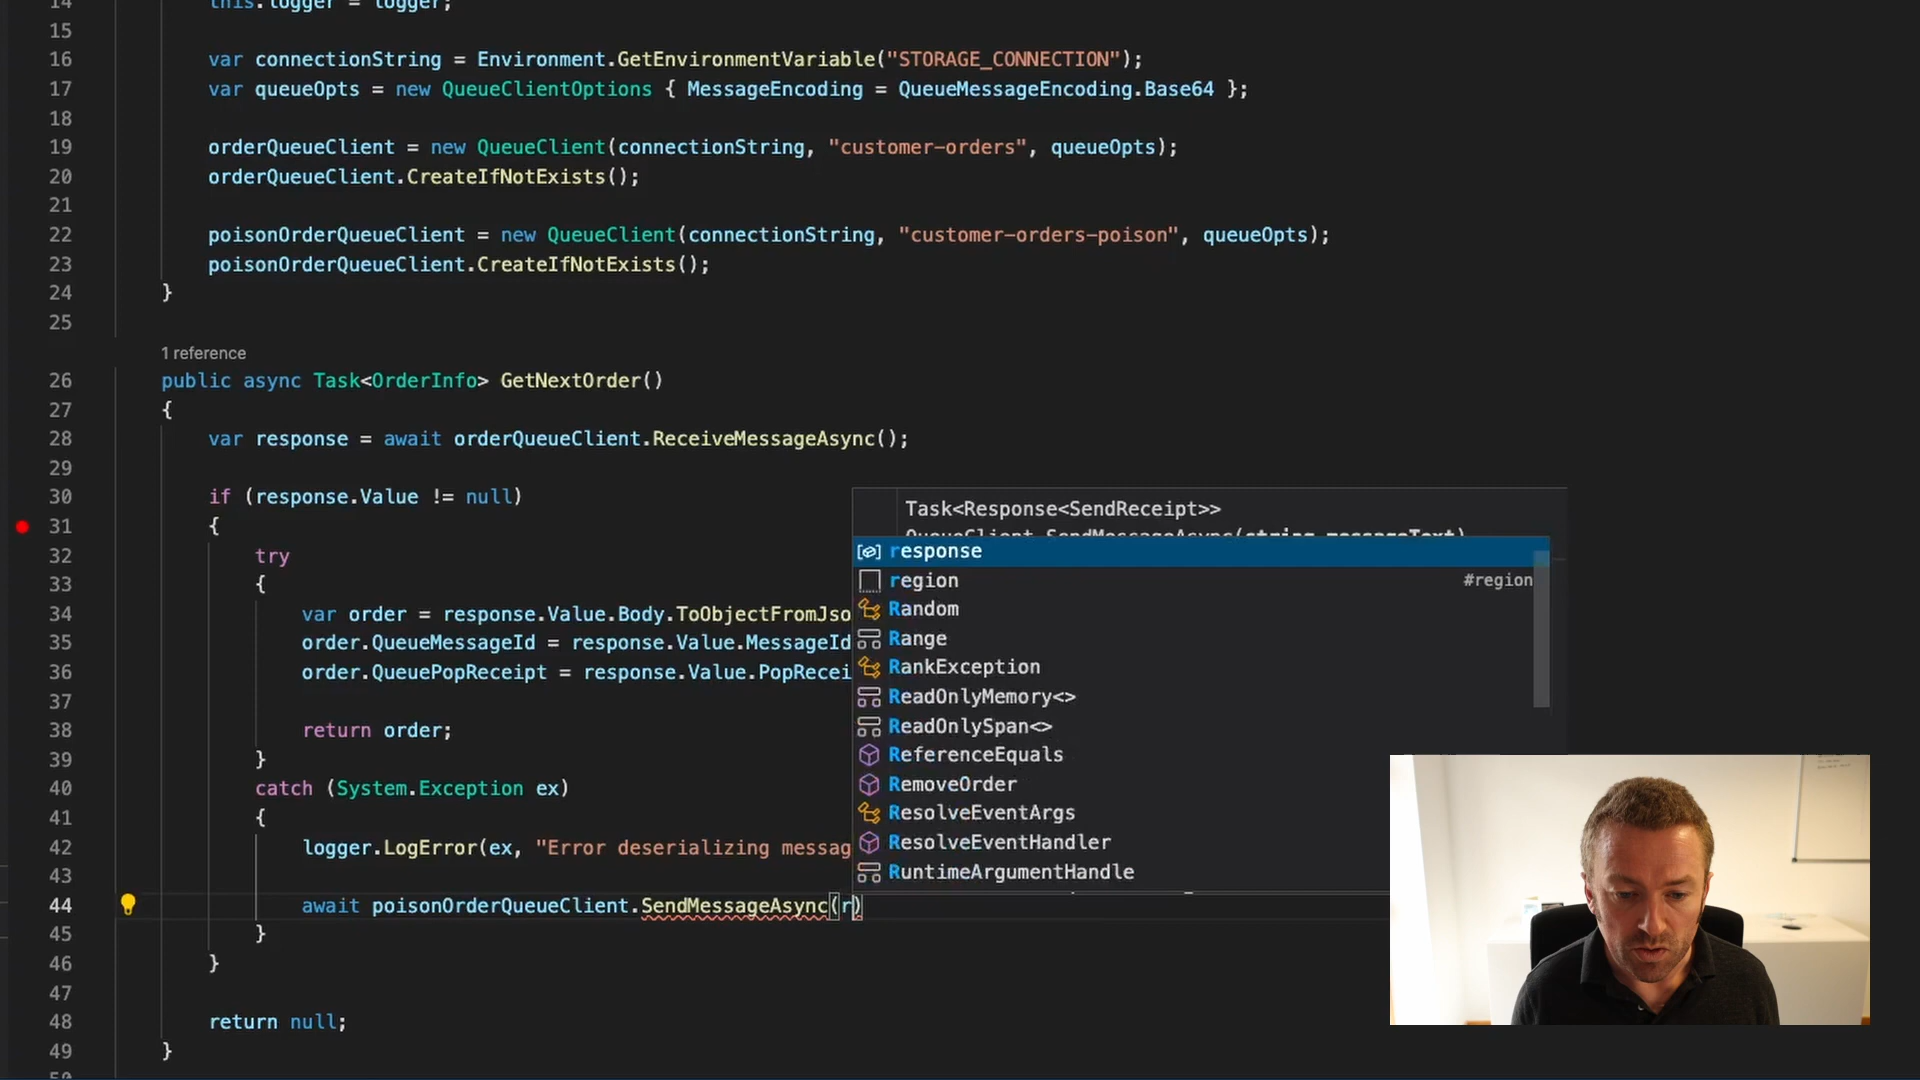 14 this.logger = logger;
15
16 var connectionString = Environment.GetEnvironmentVariable("STORAGE_CONNECTION");
17 var queueOpts = new QueueClientOptions { MessageEncoding = QueueMessageEncoding.Base64 };
18
19 orderQueueClient = new QueueClient(connectionString, "customer-orders", queueOpts);
20 orderQueueClient.CreateIfNotExists();
21
22 poisonOrderQueueClient = new QueueClient(connectionString, "customer-orders-poison", queueOpts);
23 poisonOrderQueueClient.CreateIfNotExists();
24 }
25
1 reference
26 public async Task<OrderInfo> GetNextOrder()
27 {
28 var response = await orderQueueClient.ReceiveMessageAsync();
29
30 if (response.Value != null)
31 {
32 try
33 {
34 var order = response.Value.Body.ToObjectFromJso
35 order.QueueMessageId = response.Value.MessageId
36 order.QueuePopReceipt = response.Value.PopRecei
37
38 return order;
39 }
40 catch (System.Exception ex)
41 {
42 logger.LogError(ex, "Error deserializing messag
43
44 await poisonOrderQueueClient.SendMessageAsync(r)
45 }
46 }
47
48 return null;
49 }
50
Task<Response<SendReceipt>>
QueueClient.SendMessageAsync(string messageText)
response
region #region
Random
Range
RankException
ReadOnlyMemory<>
ReadOnlySpan<>
ReferenceEquals
RemoveOrder
ResolveEventArgs
ResolveEventHandler
RuntimeArgumentHandle